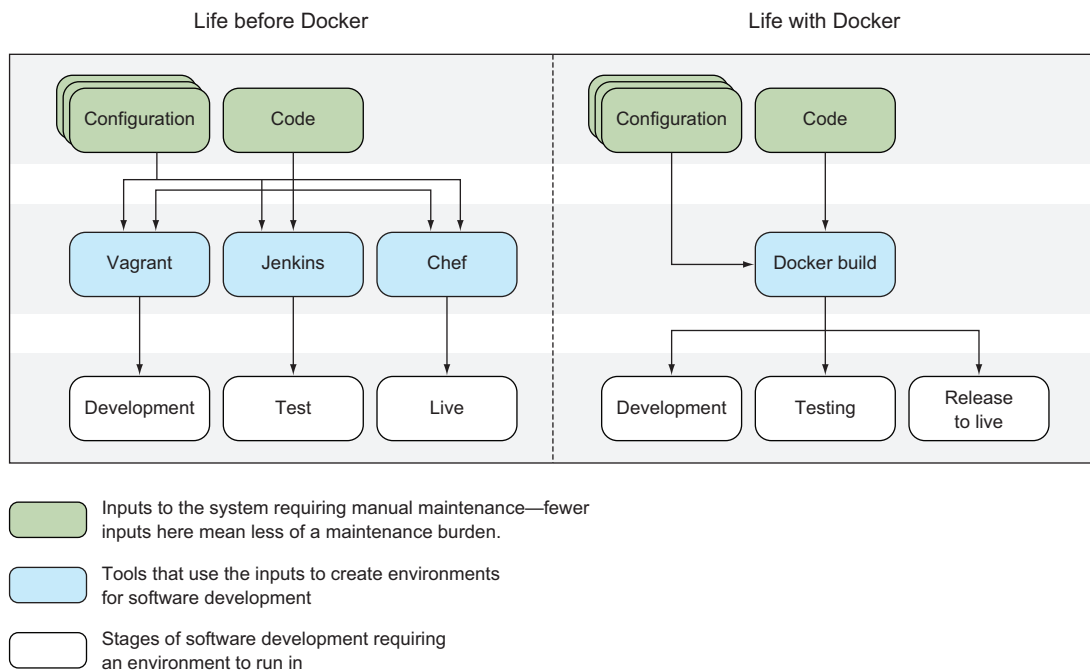 Life before Docker
Life with Docker
Configuration
Code
Configuration
Code
Vagrant
Jenkins
Chef
Docker build
Development
Test
Live
Development
Testing
Release
to live
Inputs to the system requiring manual maintenance—fewer
inputs here mean less of a maintenance burden.
Tools that use the inputs to create environments
for software development
Stages of software development requiring
an environment to run in